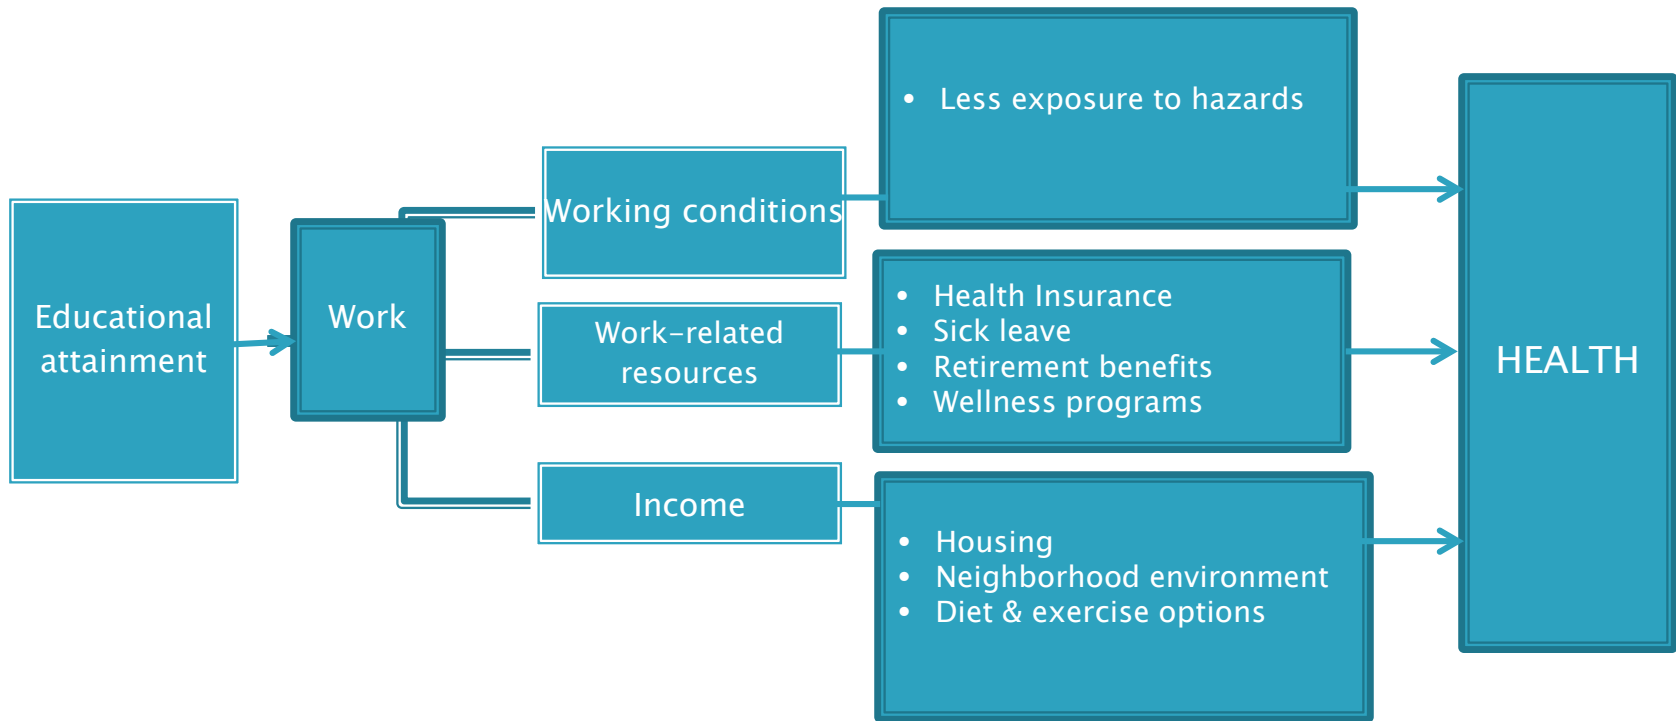 Educational
attainment
Work
Working conditions
• Less exposure to hazards
Work-related
resources
• Health Insurance
• Sick leave
• Retirement benefits
• Wellness programs
Income
• Housing
• Neighborhood environment
• Diet & exercise options
HEALTH